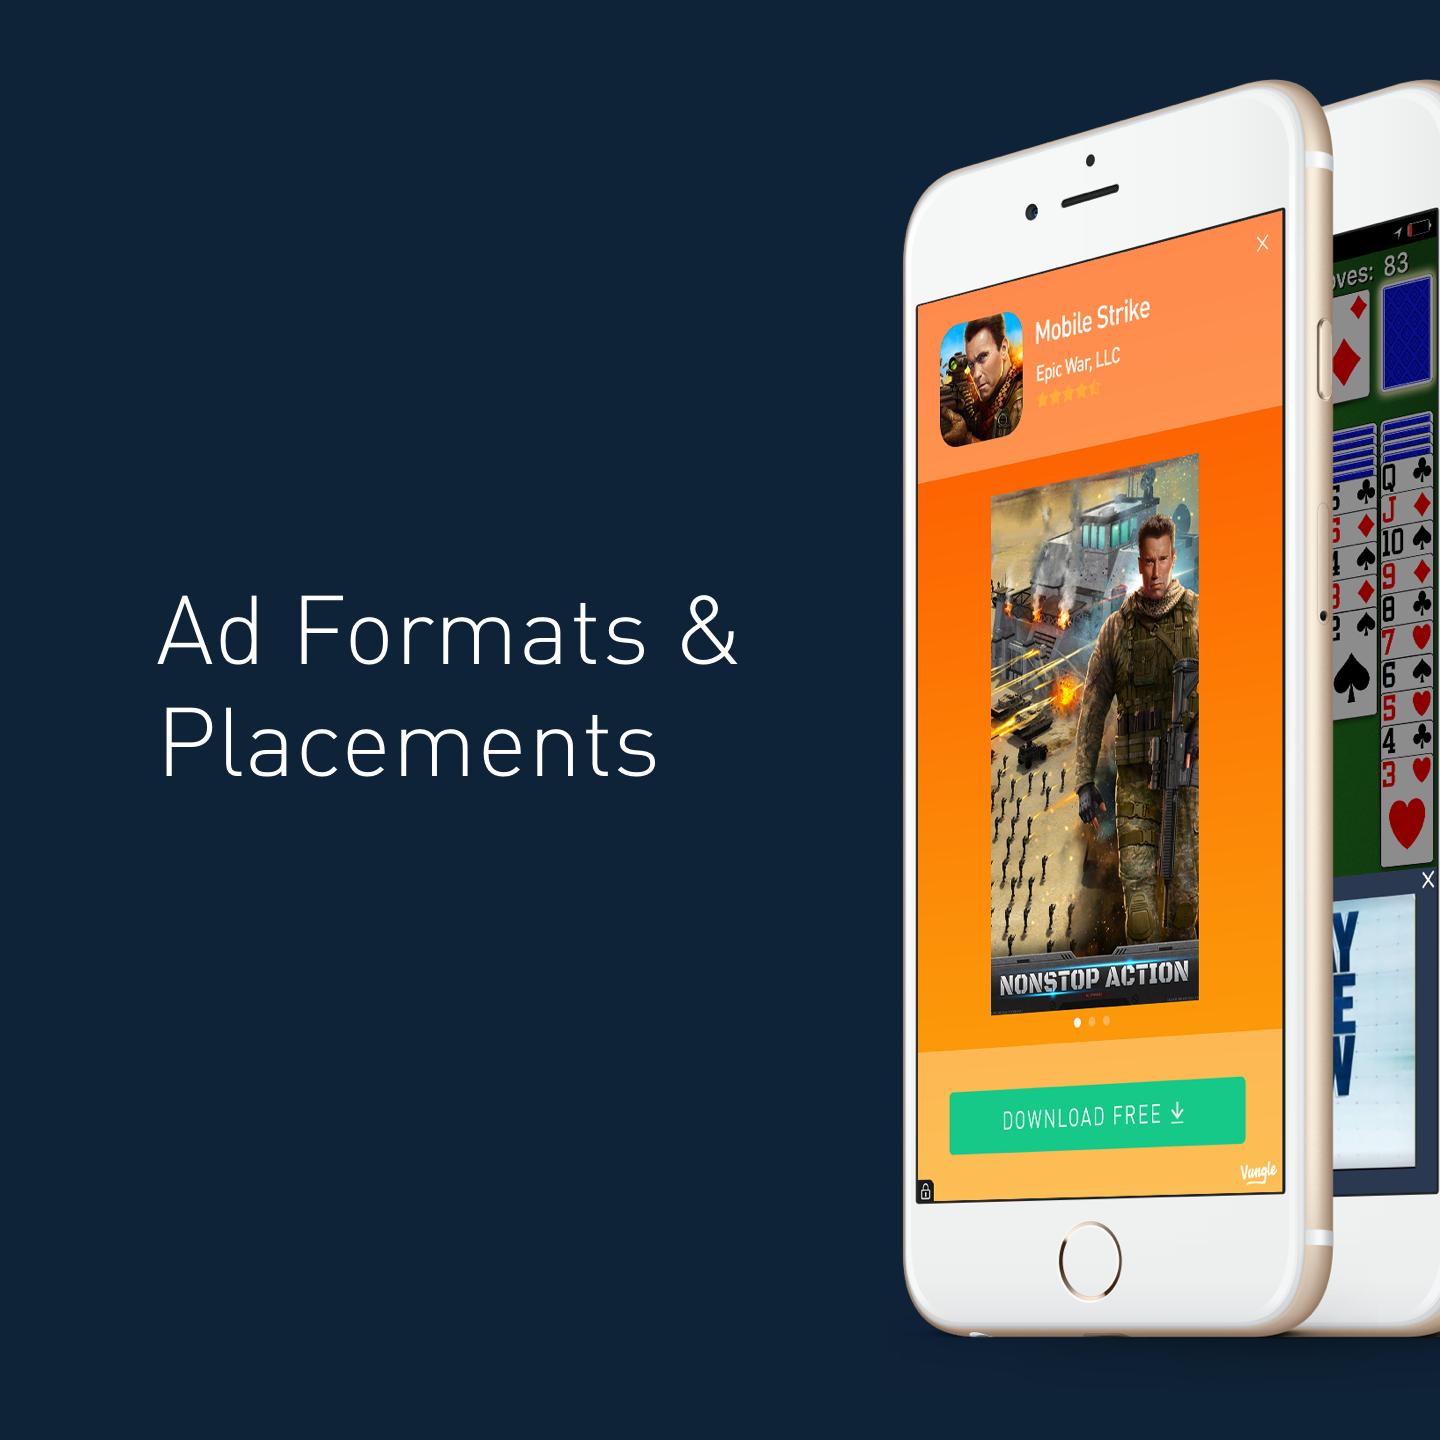 Ad Formats &
Placements
Mobile Strike
Epic War, LLC
NONSTOP ACTION
DOWNLOAD FREE
Vungle
oves: 83
Q
J
10
9
8
7
6
5
4
3